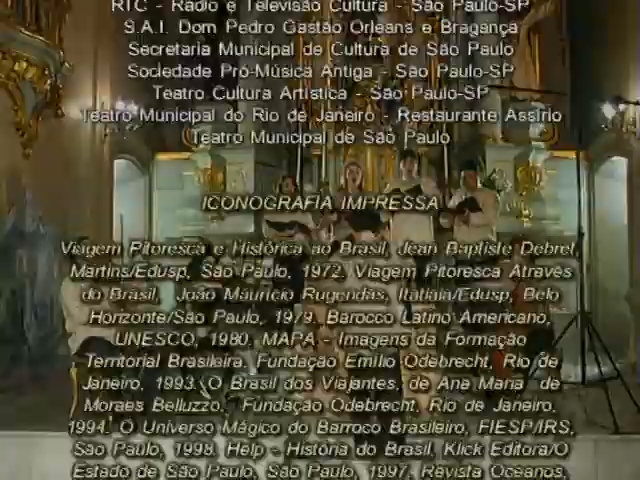 RTC - Rádio e Televisão Cultura - São Paulo-SP
S.A.I. Dom Pedro Gastão Orleans e Bragança
Secretaria Municipal de Cultura de São Paulo
Sociedade Pró-Música Antiga - São Paulo-SP
Teatro Cultura Artística - São Paulo-SP
Teatro Municipal do Rio de Janeiro - Restaurante Assírio
Teatro Municipal de São Paulo
ICONOGRAFIA IMPRESSA
Viagem Pitoresca e Histórica ao Brasil, Jean Baptiste Debret,
Martins/Edusp, São Paulo, 1972. Viagem Pitoresca Através
do Brasil, João Maurício Rugendas, Itatiaia/Edusp, Belo
Horizonte/São Paulo, 1979. Barocco Latino Americano,
UNESCO, 1980. MAPA - Imagens da Formação
Territorial Brasileira, Fundação Emílio Odebrecht, Rio de
Janeiro, 1993. O Brasil dos Viajantes, de Ana Maria de
Moraes Belluzzo, Fundação Odebrecht, Rio de Janeiro,
1994. O Universo Mágico do Barroco Brasileiro, FIESP/IRS,
São Paulo, 1998. Help - História do Brasil, Klick Editora/O
Estado de São Paulo, São Paulo, 1997. Revista Oceanos,